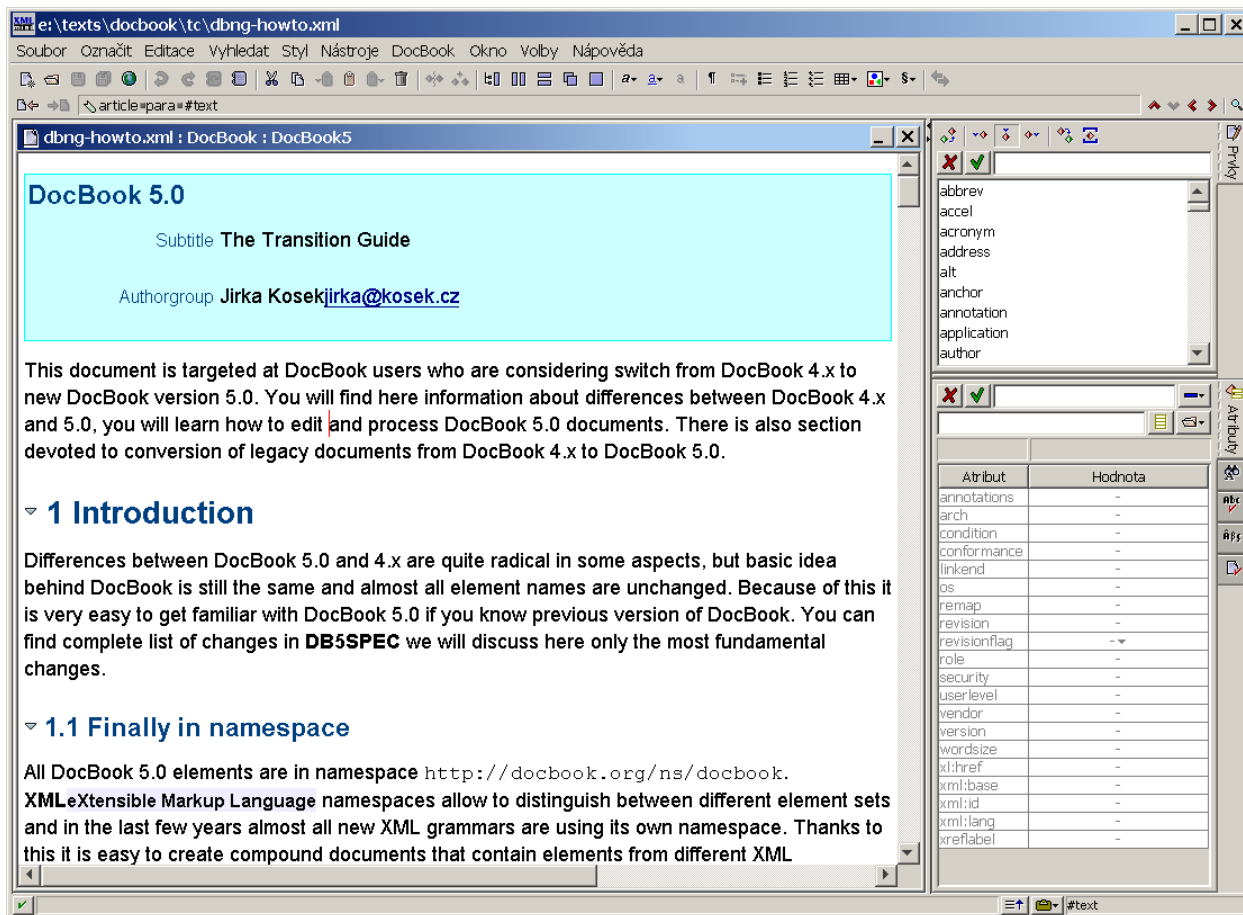 e:\texts\docbook\tc\dbng-howto.xml
Soubor Označit Editace Vyhledat Styl Nástroje DocBook Okno Volby Nápověda
article=para=#text
dbng-howto.xml : DocBook : DocBook5
DocBook 5.0
Subtitle The Transition Guide
Authorgroup Jirka Kosekjirka@kosek.cz
This document is targeted at DocBook users who are considering switch from DocBook 4.x to
new DocBook version 5.0. You will find here information about differences between DocBook 4.x
and 5.0, you will learn how to edit and process DocBook 5.0 documents. There is also section
devoted to conversion of legacy documents from DocBook 4.x to DocBook 5.0.
1 Introduction
Differences between DocBook 5.0 and 4.x are quite radical in some aspects, but basic idea
behind DocBook is still the same and almost all element names are unchanged. Because of this it
is very easy to get familiar with DocBook 5.0 if you know previous version of DocBook. You can
find complete list of changes in DB5SPEC we will discuss here only the most fundamental
changes.
1.1 Finally in namespace
All DocBook 5.0 elements are in namespace http://docbook.org/ns/docbook.
XMLeXtensible Markup Language namespaces allow to distinguish between different element sets
and in the last few years almost all new XML grammars are using its own namespace. Thanks to
this it is easy to create compound documents that contain elements from different XML
Prvky
abbrev
accel
acronym
address
alt
anchor
annotation
application
author
Atributy
Atribut Hodnota
annotations -
arch -
condition -
conformance -
linkend -
os -
remap -
revision -
revisionflag -
role -
security -
userlevel -
vendor -
version -
wordsize -
xl:href -
xml:base -
xml:id -
xml:lang -
xreflabel -
#text